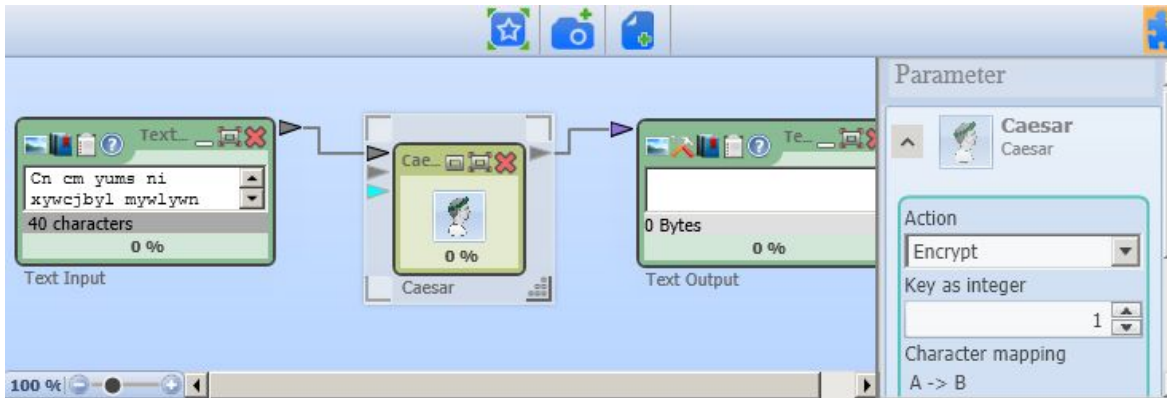 Parameter
Text...
Cn cm yums ni
xywcjbyl mywlywn
40 characters
0 %
Text Input
Cae...
0 %
Caesar
Te...
0 Bytes
0 %
Text Output
Caesar
Caesar
Action
Encrypt
Key as integer
1
Character mapping
A -> B
100 %